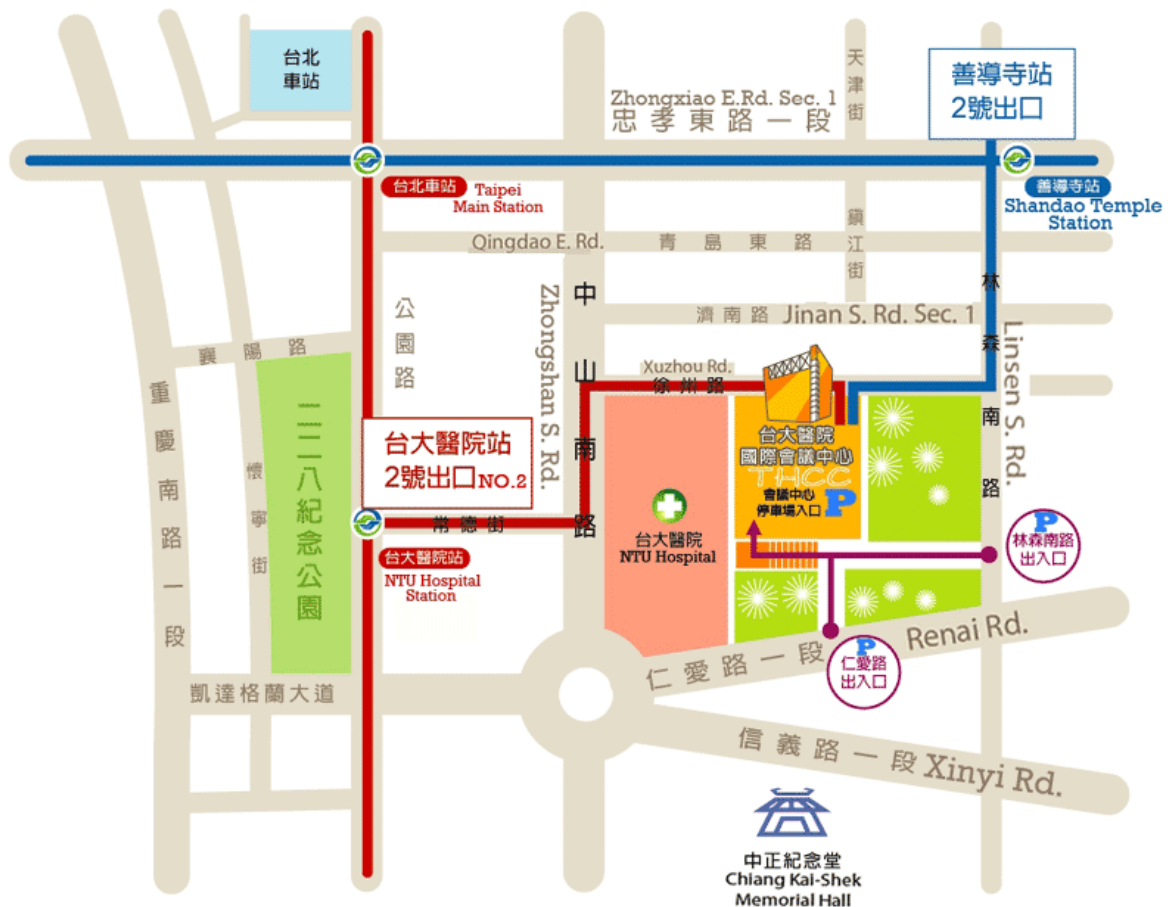 台北
車站
天津街
善導寺站
2號出口
Zhongxiao E.Rd. Sec. 1
忠孝東路一段
台北車站 Taipei
Main Station
善導寺站
Shandao Temple
Station
Qingdao E. Rd. 青島東路
鎮江街
公園路
Zhongshan S. Rd.
中山南路
林森南路
Linsen S. Rd.
濟南路 Jinan S. Rd. Sec. 1
襄陽路
Xuzhou Rd.
徐州路
重慶南路一段
二二八紀念公園
懷寧街
台大醫院站
2號出口NO.2
常德街
台大醫院站
NTU Hospital
Station
台大醫院
國際會議中心
THCC
會議中心
停車場入口 P
台大醫院
NTU Hospital
P
林森南路
出入口
P
仁愛路
出入口
仁愛路一段 Renai Rd.
凱達格蘭大道
信義路一段 Xinyi Rd.
中正紀念堂
Chiang Kai-Shek
Memorial Hall